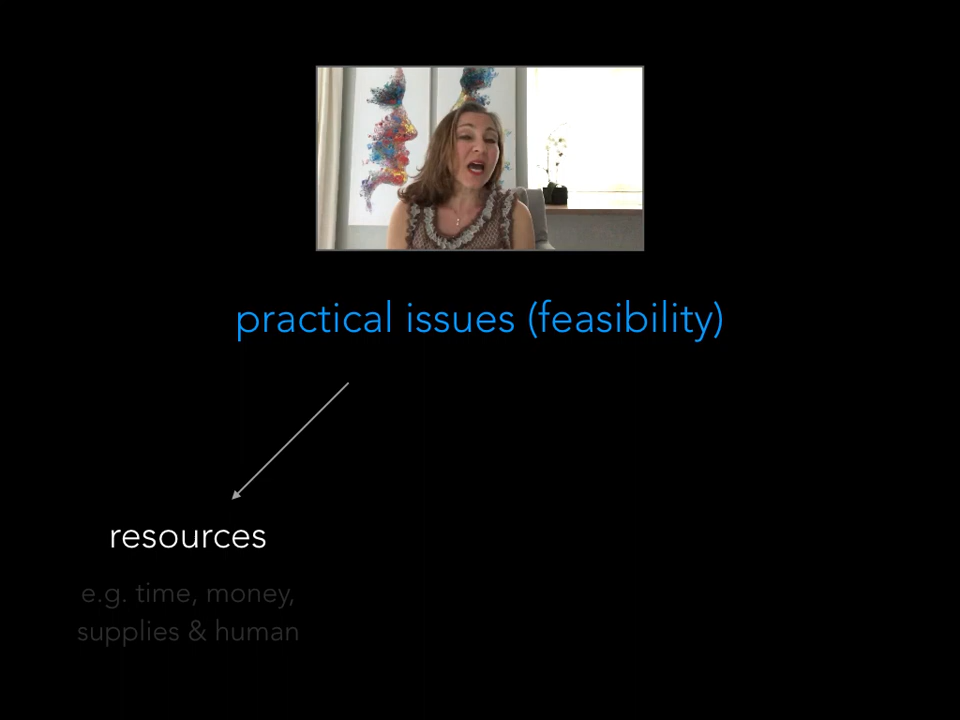 practical issues (feasibility)
resources
e.g. time, money,
supplies & human